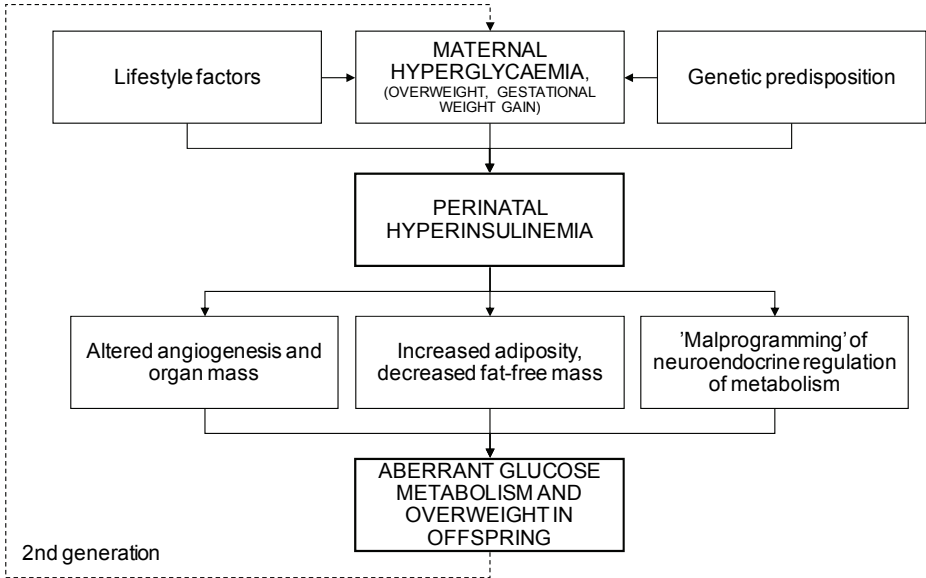 Lifestyle factors
MATERNAL
HYPERGLYCAEMIA,
(OVERWEIGHT, GESTATIONAL
WEIGHT GAIN)
Genetic predisposition
PERINATAL
HYPERINSULINEMIA
Altered angiogenesis and
organ mass
Increased adiposity,
decreased fat-free mass
’Malprogramming’ of
neuroendocrine regulation
of metabolism
ABERRANT GLUCOSE
METABOLISM AND
OVERWEIGHT IN
OFFSPRING
2nd generation